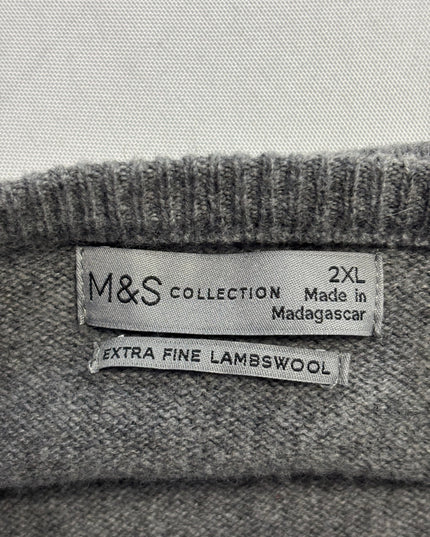 M&S COLLECTION
2XL
Made in
Madagascar
EXTRA FINE LAMBSWOOL